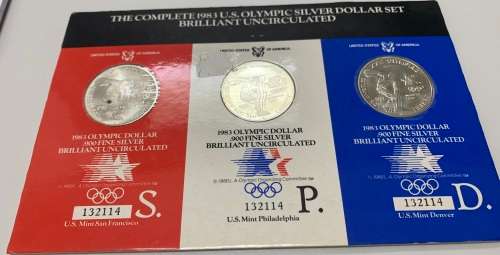 THE COMPLETE 1983 U.S. OLYMPIC SILVER DOLLAR SET
BRILLIANT UNCIRCULATED
UNITED STATES OF AMERICA
1983 OLYMPIC DOLLAR
.900 FINE SILVER
BRILLIANT UNCIRCULATED
132114
S.
U.S. Mint San Francisco
UNITED STATES OF AMERICA
1983 OLYMPIC DOLLAR
.900 FINE SILVER
BRILLIANT UNCIRCULATED
132114
P.
U.S. Mint Philadelphia
UNITED STATES OF AMERICA
1983 OLYMPIC DOLLAR
.900 FINE SILVER
BRILLIANT UNCIRCULATED
132114
D.
U.S. Mint Denver